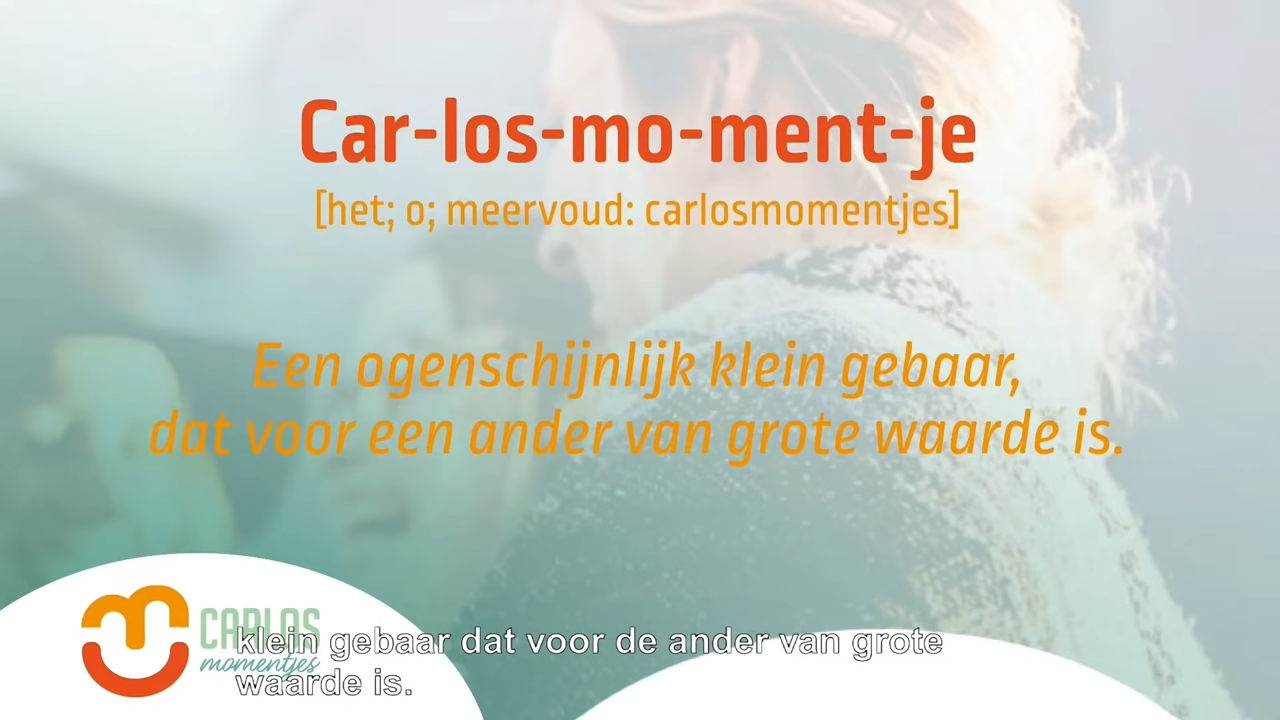 Car-los-mo-ment-je
[het; o; meervoud: carlosmomentjes]
Een ogenschijnlijk klein gebaar,
dat voor een ander van grote waarde is.
CARLOS
momentjes
klein gebaar dat voor de ander van grote
waarde is.